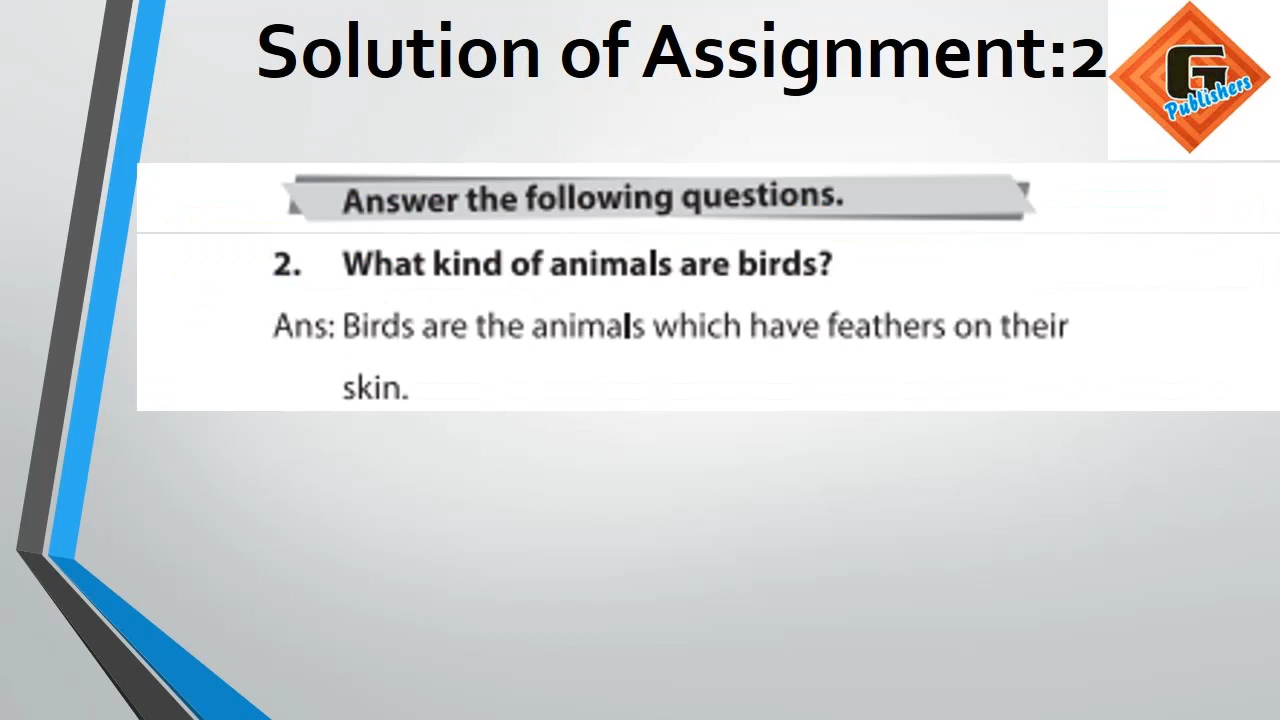 Solution of Assignment:2
G
Publishers
Answer the following questions.
2. What kind of animals are birds?
Ans: Birds are the animals which have feathers on their
skin.